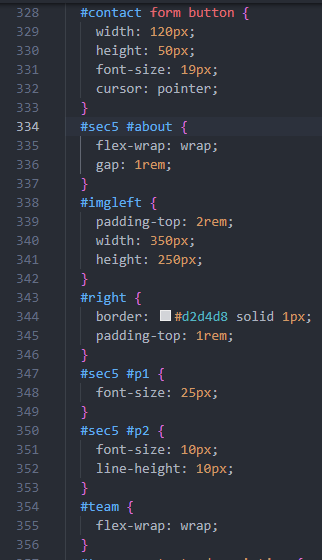 328 #contact form button {
329 width: 120px;
330 height: 50px;
331 font-size: 19px;
332 cursor: pointer;
333 }
334 #sec5 #about {
335 flex-wrap: wrap;
336 gap: 1rem;
337 }
338 #imgleft {
339 padding-top: 2rem;
340 width: 350px;
341 height: 250px;
342 }
343 #right {
344 border: #d2d4d8 solid 1px;
345 padding-top: 1rem;
346 }
347 #sec5 #p1 {
348 font-size: 25px;
349 }
350 #sec5 #p2 {
351 font-size: 10px;
352 line-height: 10px;
353 }
354 #team {
355 flex-wrap: wrap;
356 }